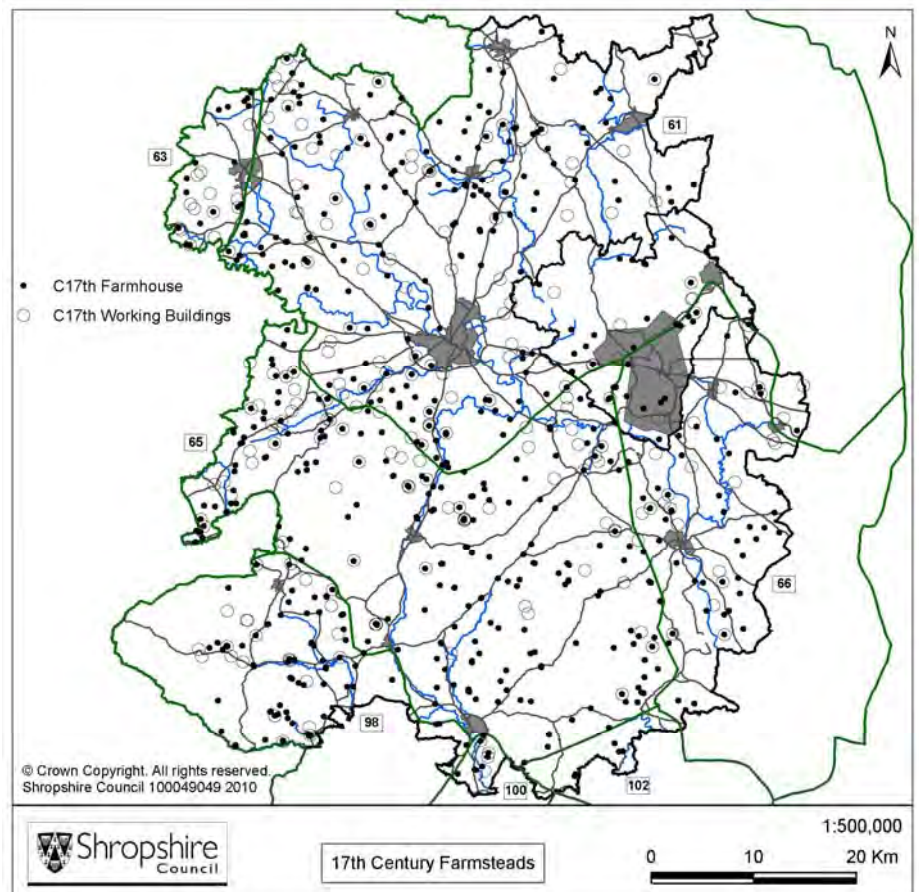 N
63
61
C17th Farmhouse
C17th Working Buildings
65
66
98
100
102
© Crown Copyright. All rights reserved.
Shropshire Council 100049049 2010
Shropshire
Council
17th Century Farmsteads
1:500,000
0 10 20 Km